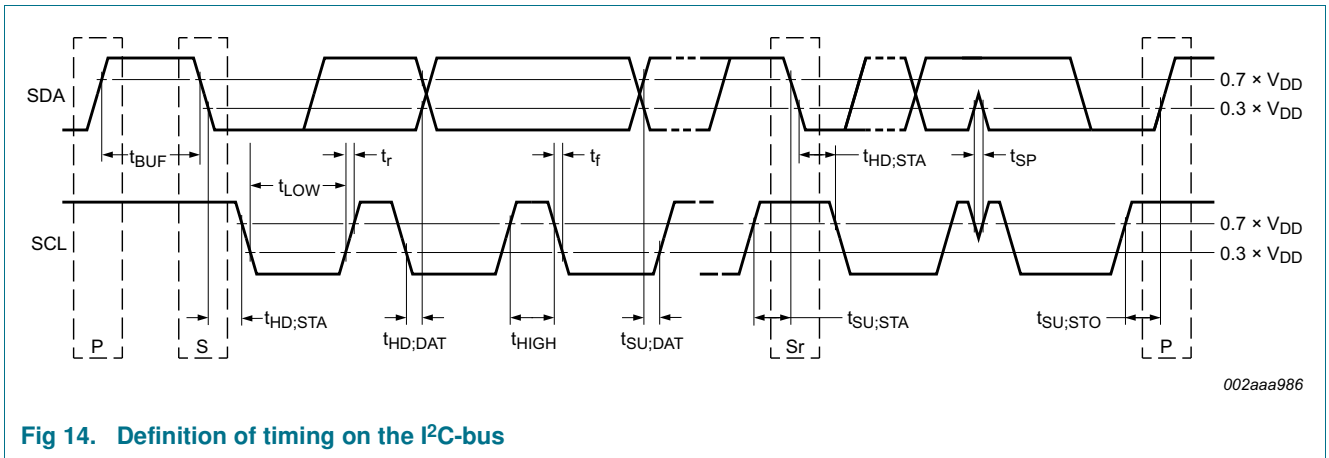 SDA
0.7 × VDD
0.3 × VDD
tBUF
tLOW
tr
tf
tHD;STA
tSP
SCL
0.7 × VDD
0.3 × VDD
tHD;STA
tHD;DAT
tHIGH
tSU;DAT
tSU;STA
tSU;STO
P
S
Sr
P
002aaa986
Fig 14. Definition of timing on the I²C-bus